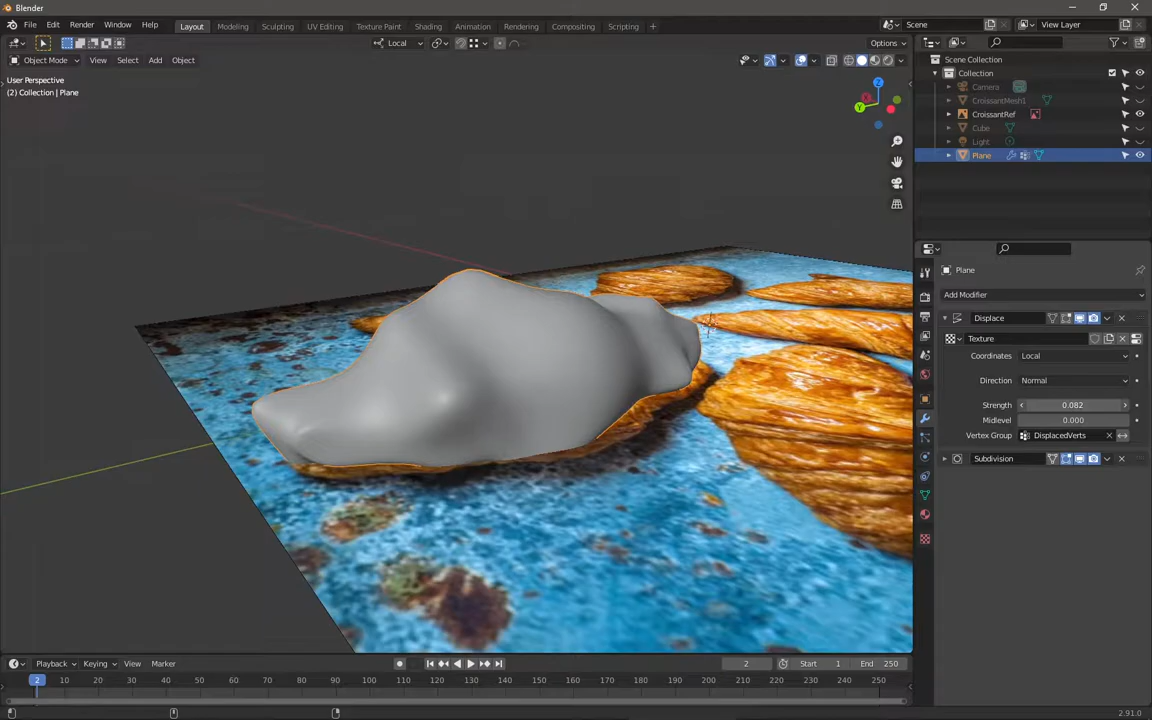 Blender
File Edit Render Window Help Layout Modeling Sculpting UV Editing Texture Paint Shading Animation Rendering Compositing Scripting + Scene View Layer
Local Options
Object Mode View Select Add Object
User Perspective
(2) Collection | Plane
Z
Y
Scene Collection
Collection
Camera
CroissantMesh1
CroissantRef
Cube
Light
Plane
Plane
Add Modifier
Displace
Texture
Coordinates Local
Direction Normal
Strength 0.082
Midlevel 0.000
Vertex Group DisplacedVerts
Subdivision
Playback Keying View Marker 2 Start 1 End 250
2 10 20 30 40 50 60 70 80 90 100 110 120 130 140 150 160 170 180 190 200 210 220 230 240 250
2.91.0